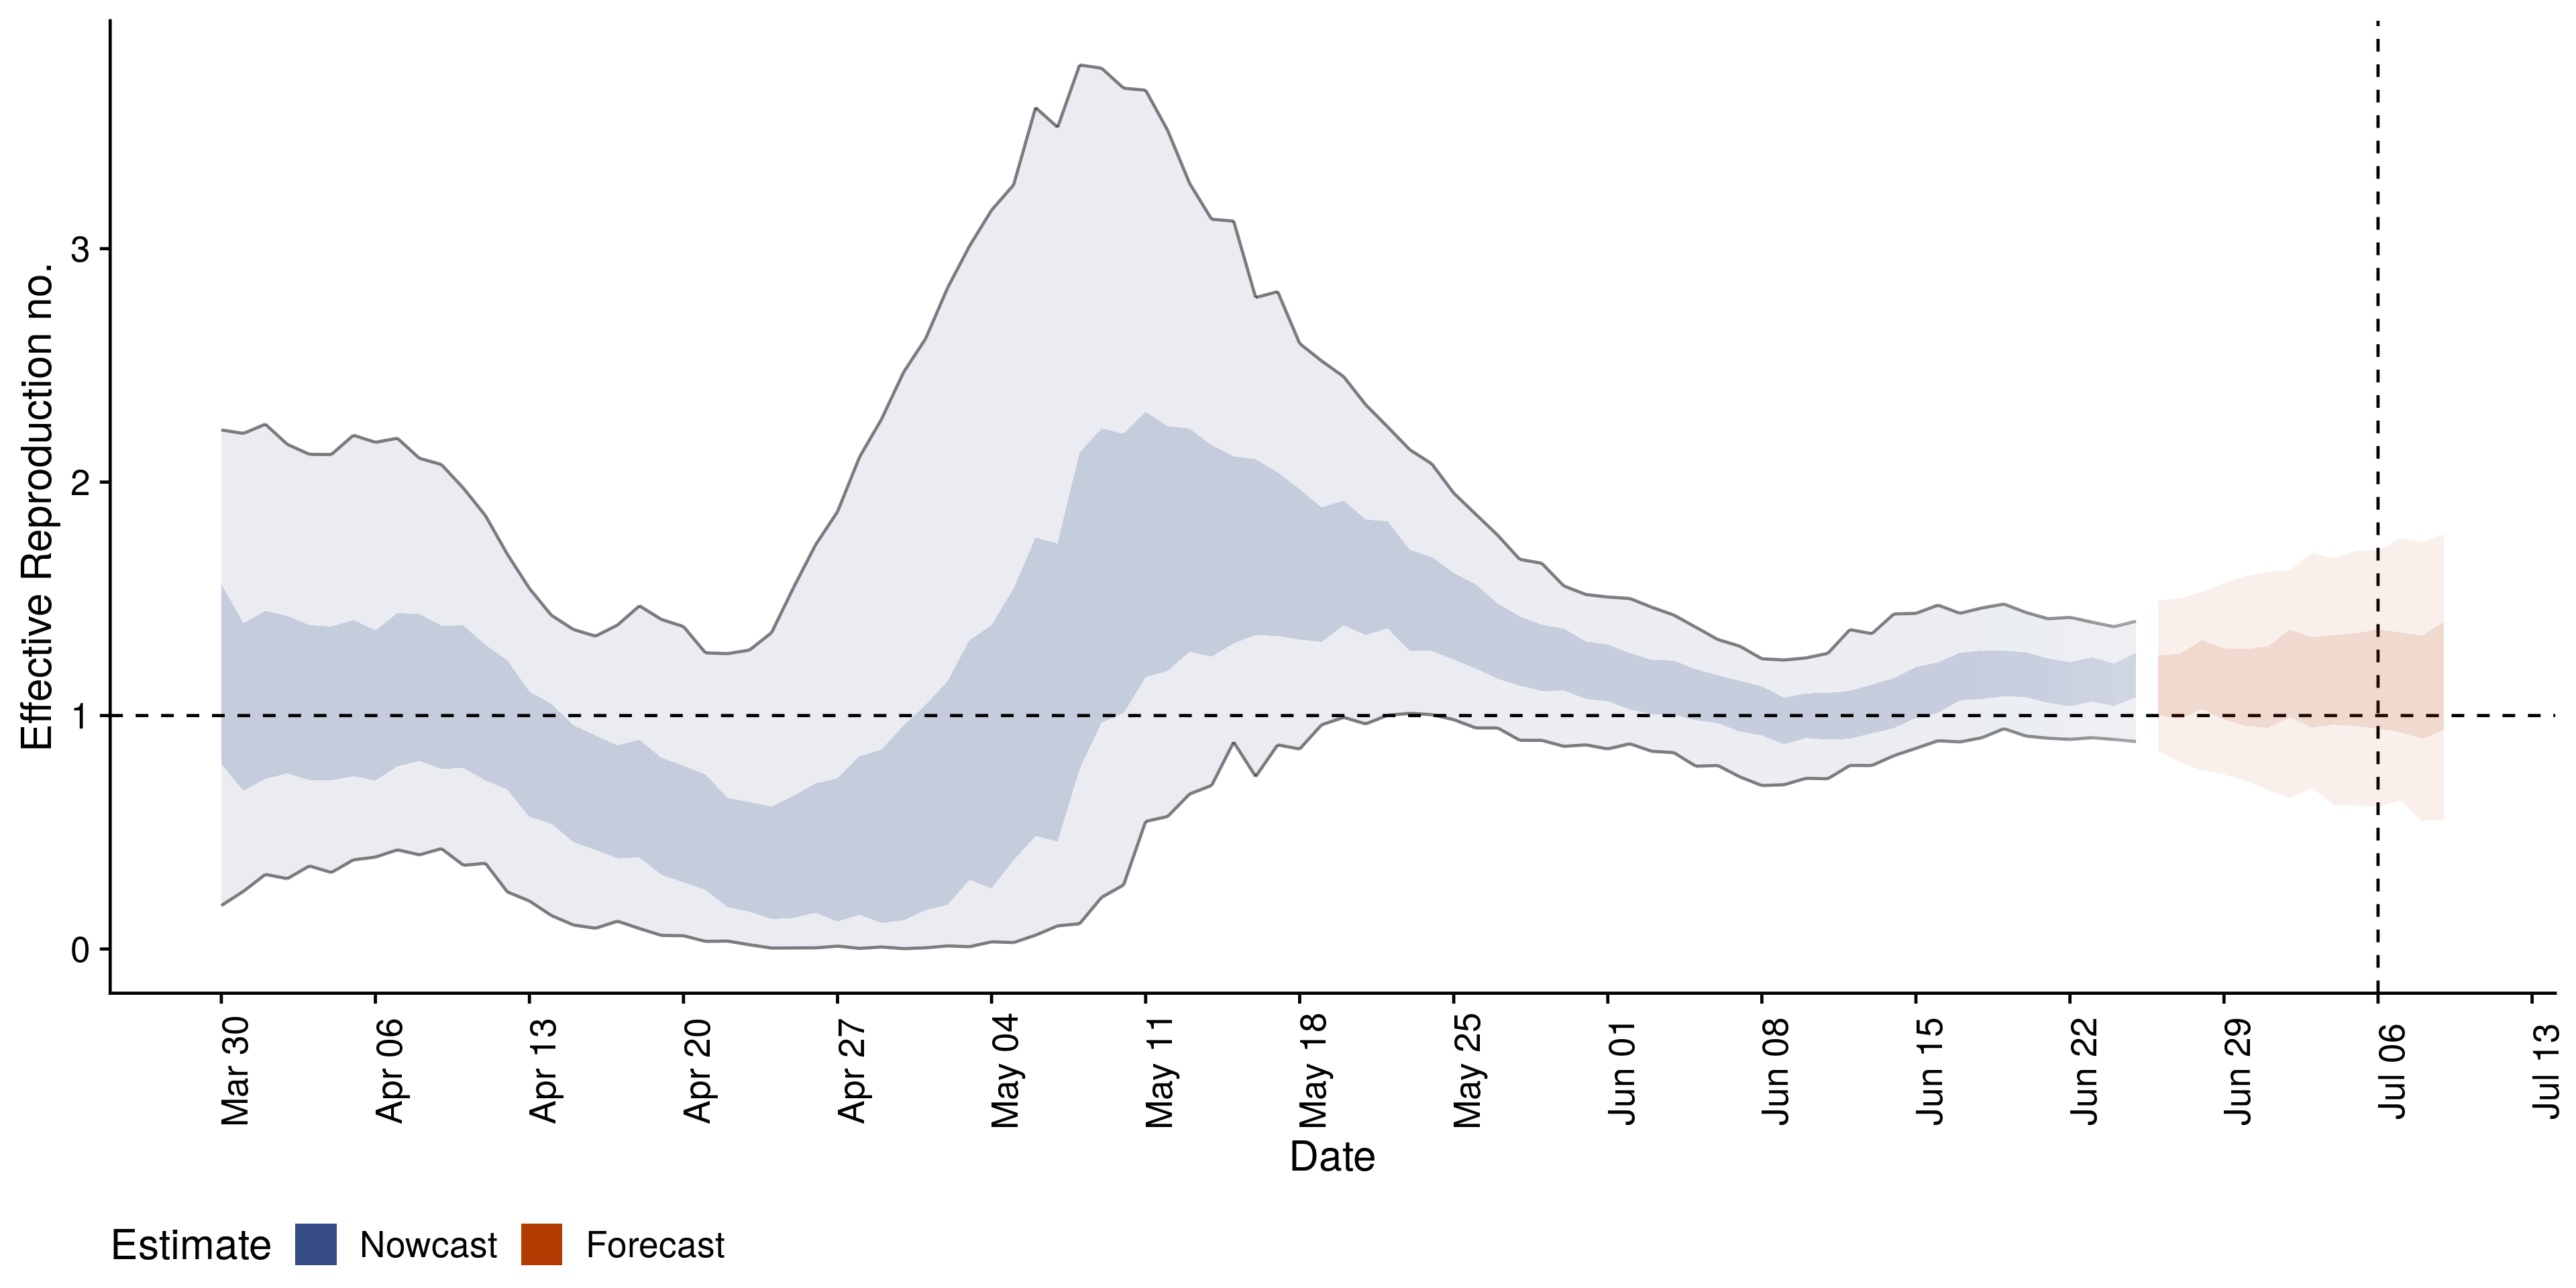 Effective Reproduction no.
3
2
1
0
Mar 30
Apr 06
Apr 13
Apr 20
Apr 27
May 04
May 11
May 18
May 25
Jun 01
Jun 08
Jun 15
Jun 22
Jun 29
Jul 06
Jul 13
Date
Estimate Nowcast Forecast